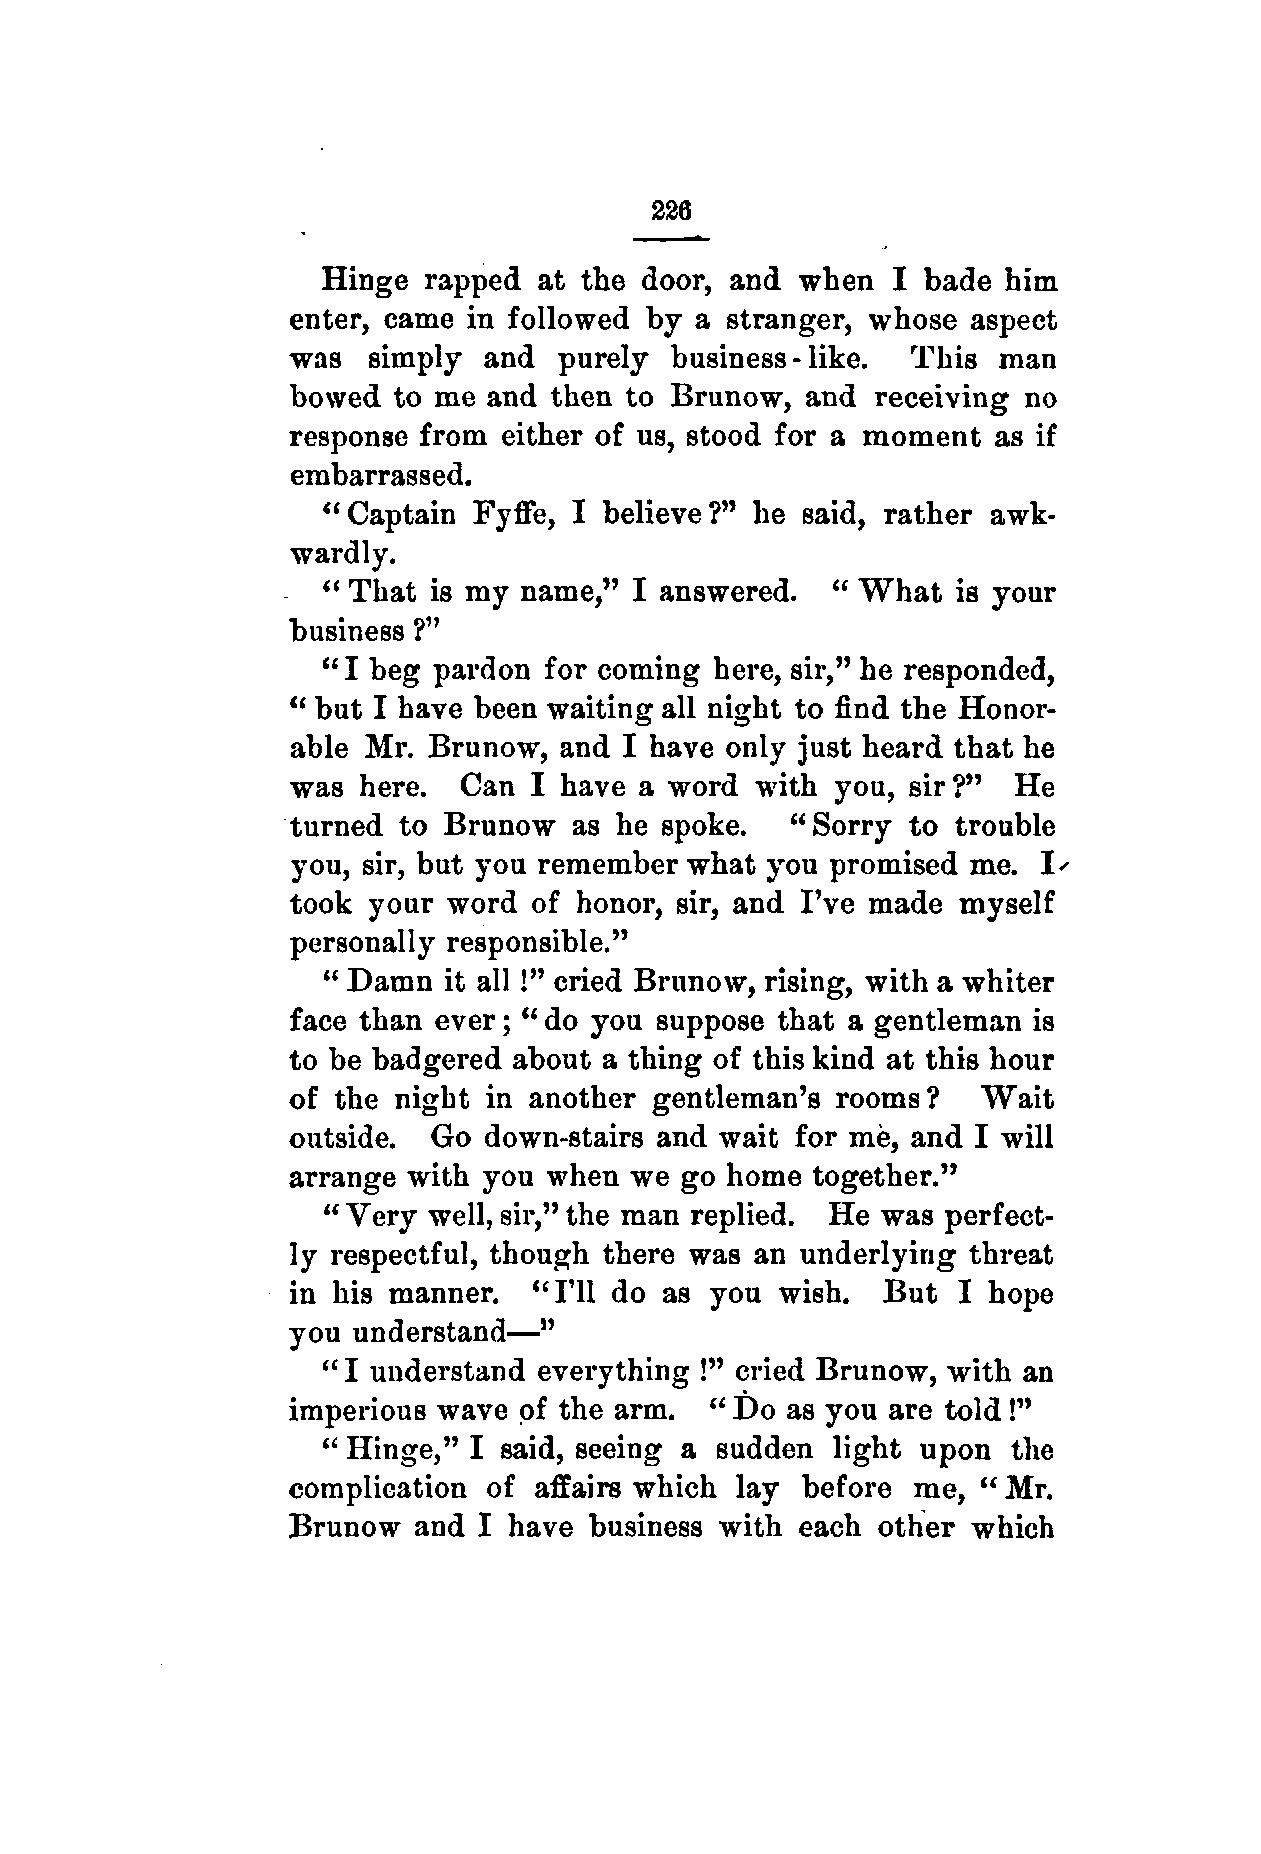 226
Hinge rapped at the door, and when I bade him
enter, came in followed by a stranger, whose aspect
was simply and purely business-like. This man
bowed to me and then to Brunow, and receiving no
response from either of us, stood for a moment as if
embarrassed.
“Captain Fyffe, I believe?” he said, rather awk-
wardly.
“That is my name,” I answered. “What is your
business?”
“I beg pardon for coming here, sir,” he responded,
“but I have been waiting all night to find the Honor-
able Mr. Brunow, and I have only just heard that he
was here. Can I have a word with you, sir?” He
turned to Brunow as he spoke. “Sorry to trouble
you, sir, but you remember what you promised me. I
took your word of honor, sir, and I’ve made myself
personally responsible.”
“Damn it all!” cried Brunow, rising, with a whiter
face than ever; “do you suppose that a gentleman is
to be badgered about a thing of this kind at this hour
of the night in another gentleman’s rooms? Wait
outside. Go down-stairs and wait for me, and I will
arrange with you when we go home together.”
“Very well, sir,” the man replied. He was perfect-
ly respectful, though there was an underlying threat
in his manner. “I’ll do as you wish. But I hope
you understand—”
“I understand everything!” cried Brunow, with an
imperious wave of the arm. “Do as you are told!”
“Hinge,” I said, seeing a sudden light upon the
complication of affairs which lay before me, “Mr.
Brunow and I have business with each other which